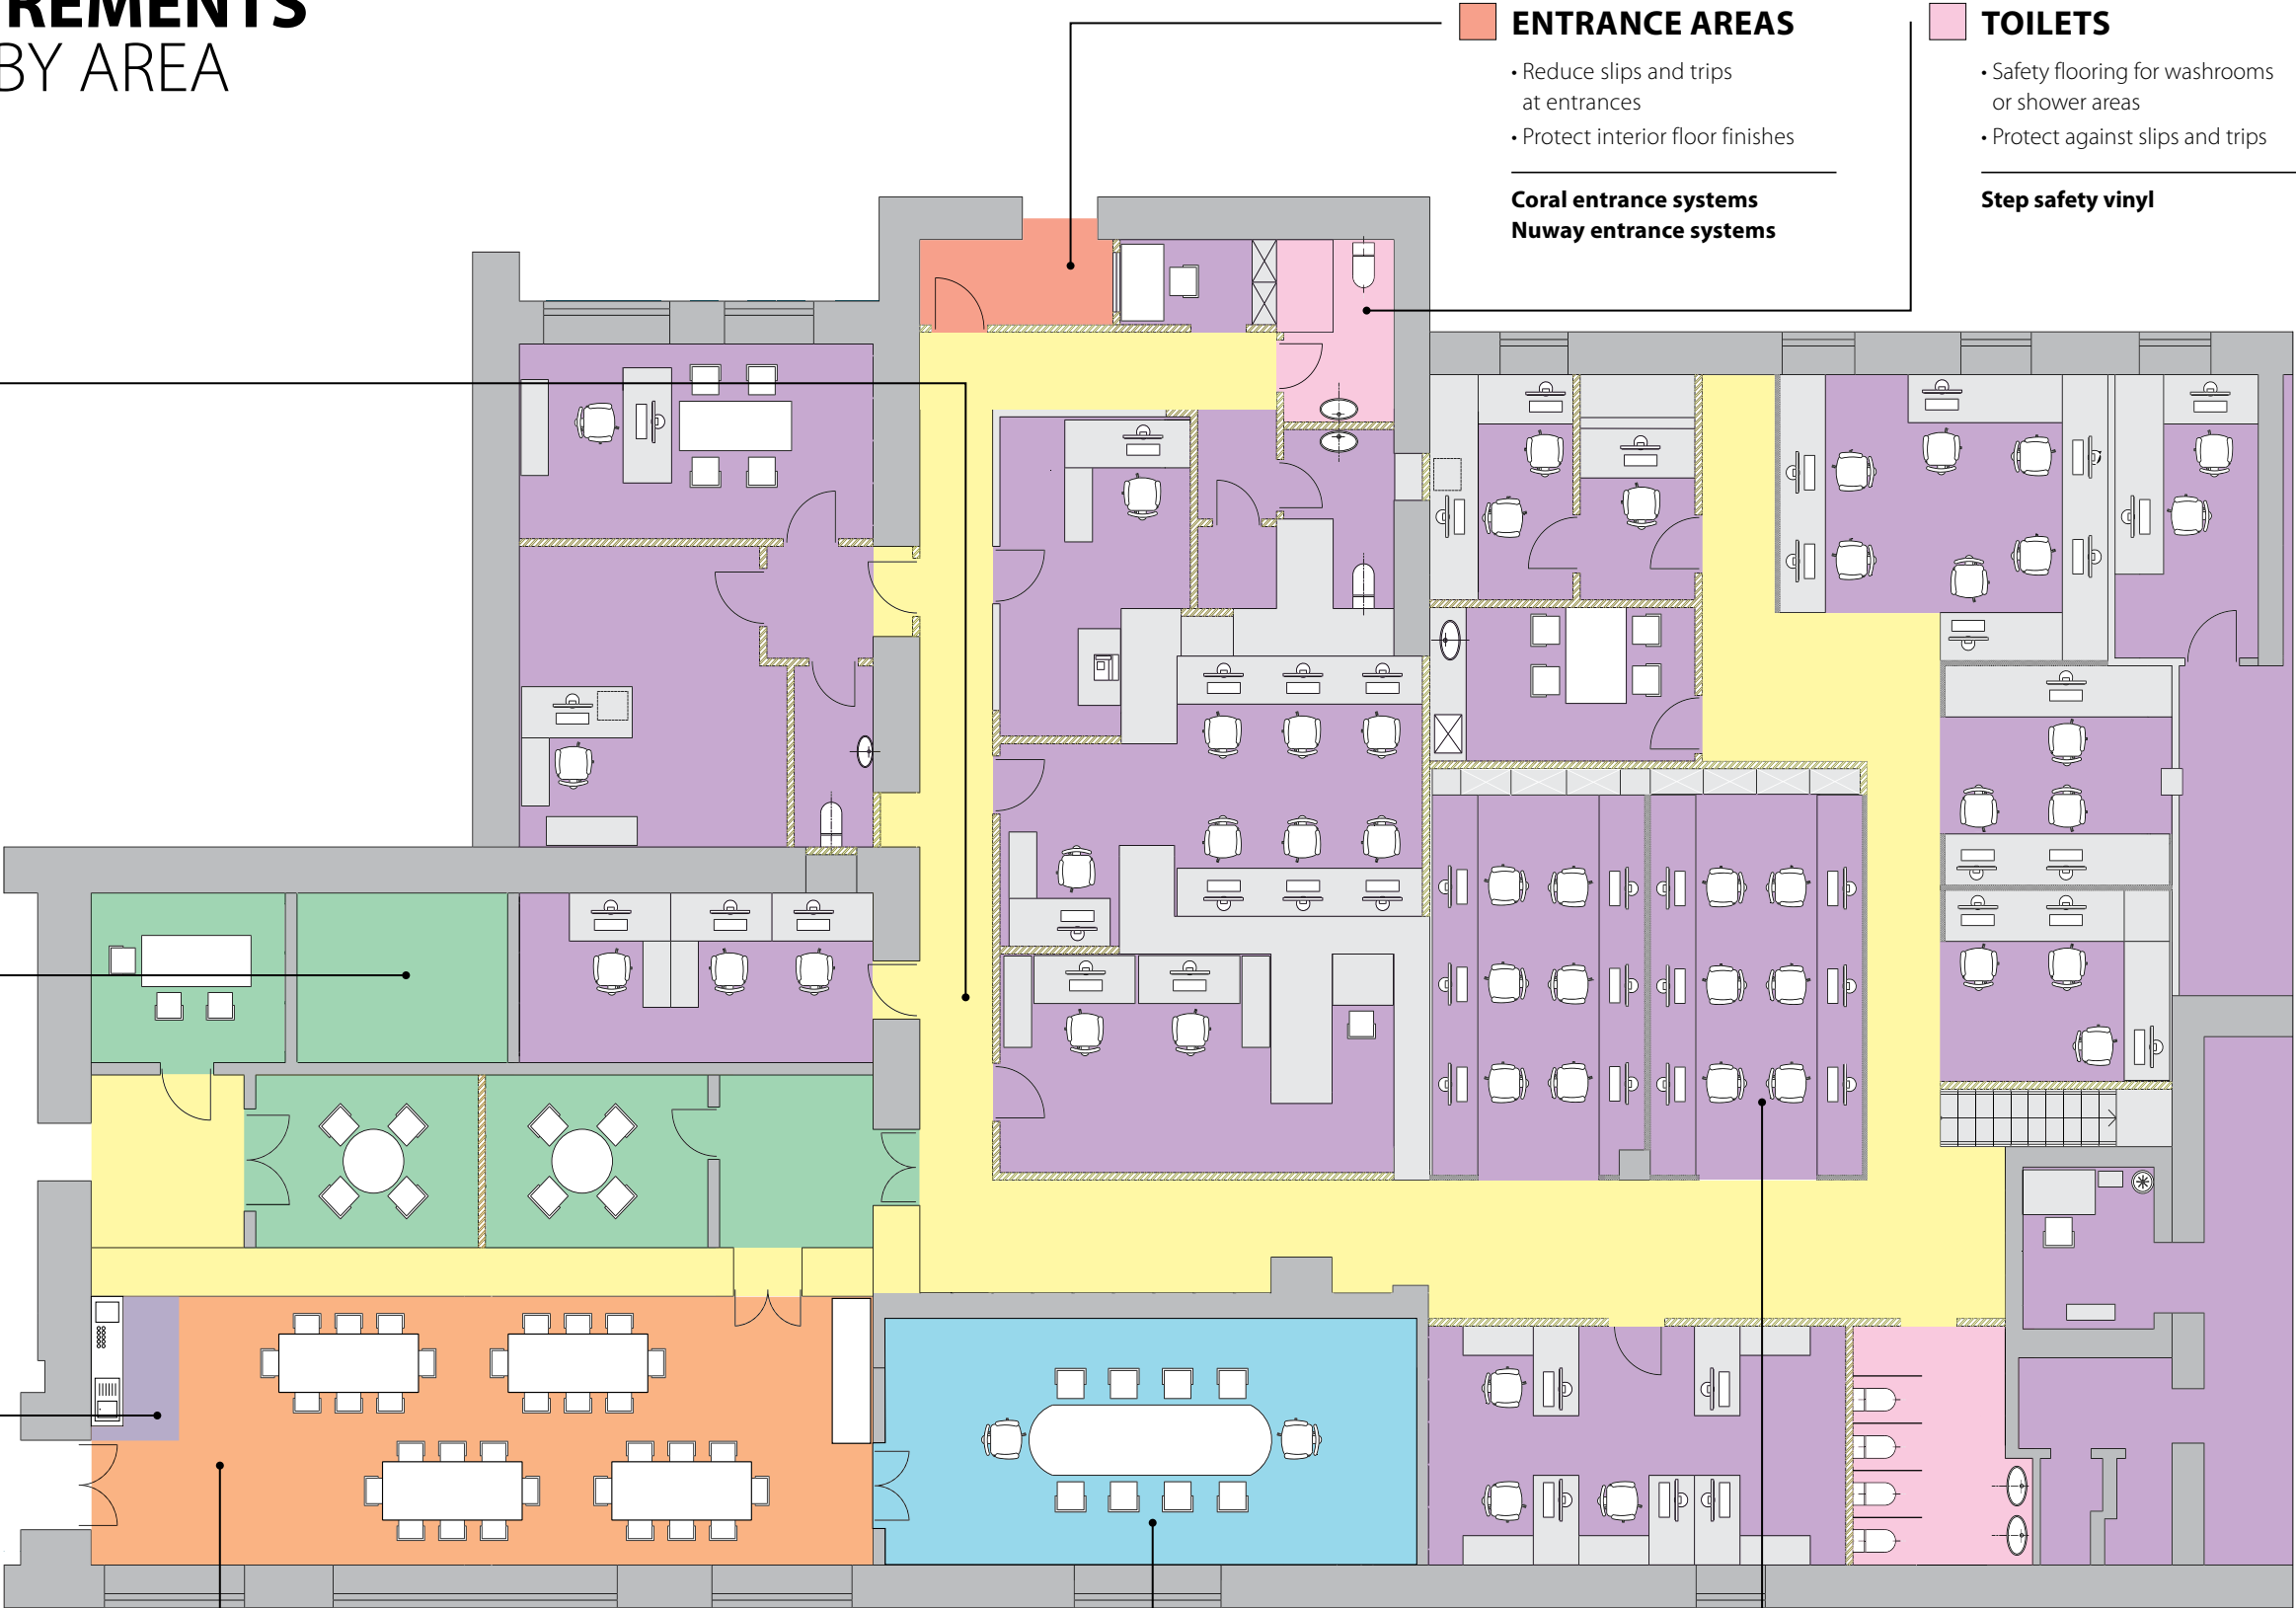 REMENTS
BY AREA
ENTRANCE AREAS
• Reduce slips and trips
at entrances
• Protect interior floor finishes
Coral entrance systems
Nuway entrance systems
TOILETS
• Safety flooring for washrooms
or shower areas
• Protect against slips and trips
Step safety vinyl